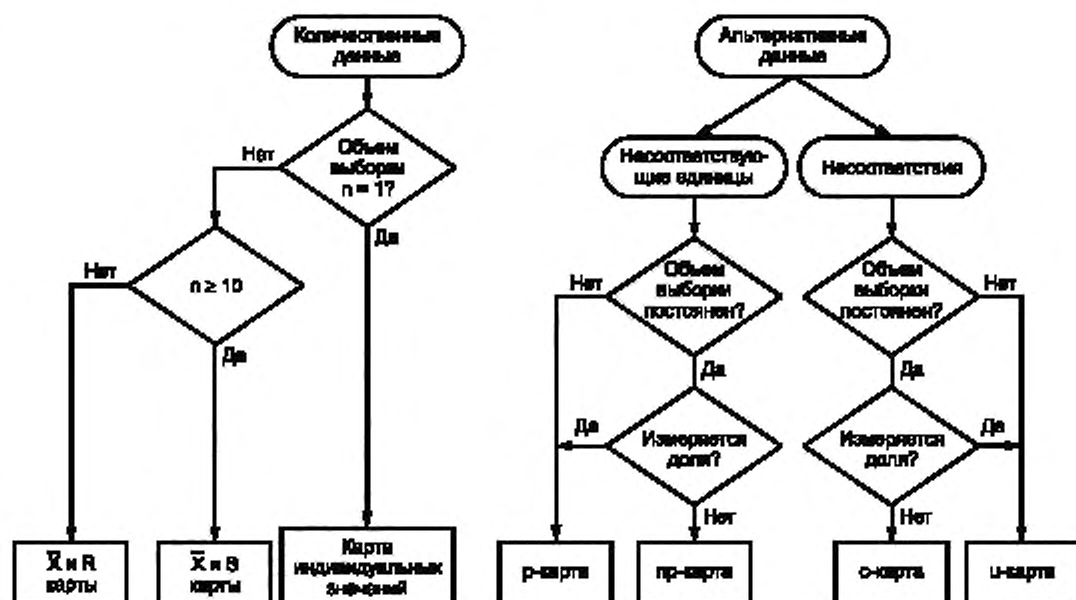 Количественные
данные
Объем
выборки
n = 1?
Нет
Да
n ≥ 10
Нет
Да
X̅ и R
карты
X̅ и S
карты
Карта
индивидуальных
значений
Альтернативные
данные
Несоответствую-
щие единицы
Несоответствия
Объем
выборки
постоянен?
Нет
Да
Измеряется
доля?
Да
Нет
Объем
выборки
постоянен?
Нет
Да
Измеряется
доля?
Да
Нет
p-карта
np-карта
c-карта
u-карта